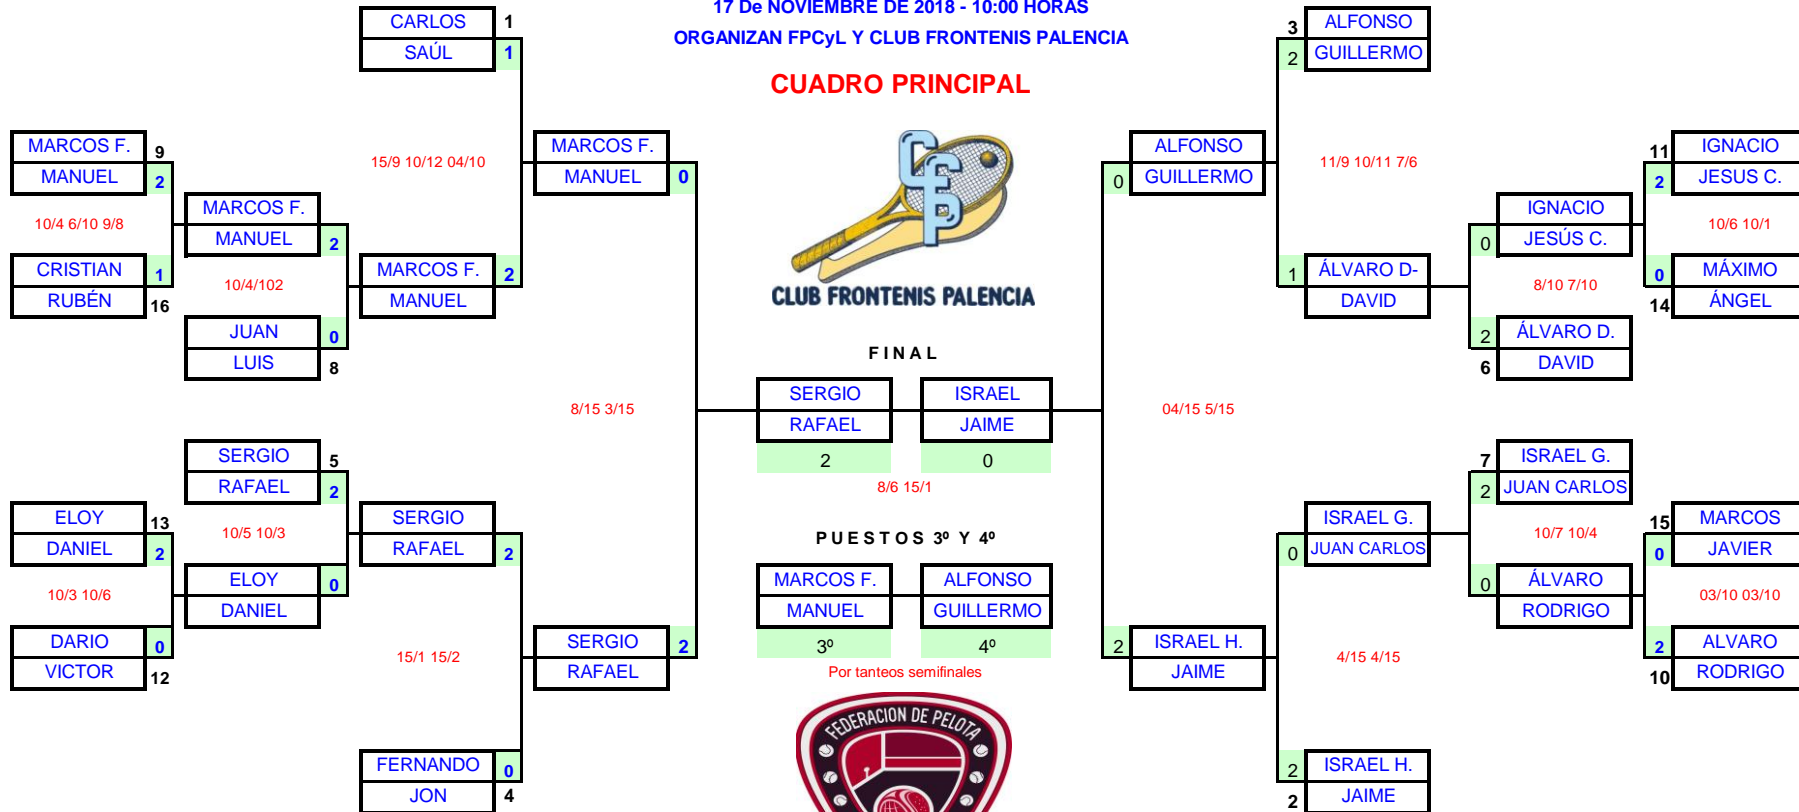 17 De NOVIEMBRE DE 2018 - 10:00 HORAS
ORGANIZAN FPCyL Y CLUB FRONTENIS PALENCIA
CUADRO PRINCIPAL
CARLOS 1
SAÚL 1
15/9 10/12 04/10
MARCOS F. 9
MANUEL 2
10/4 6/10 9/8
CRISTIAN 1
RUBÉN 16
MARCOS F.
MANUEL 2
10/4/102
JUAN 0
LUIS 8
MARCOS F. 2
MANUEL
MARCOS F.
MANUEL 0
8/15 3/15
SERGIO 5
RAFAEL 2
10/5 10/3
ELOY 13
DANIEL 2
10/3 10/6
DARIO 0
VICTOR 12
ELOY 0
DANIEL
SERGIO
RAFAEL 2
15/1 15/2
FERNANDO 0
JON 4
SERGIO 2
RAFAEL
CFP
CLUB FRONTENIS PALENCIA
FINAL
SERGIO ISRAEL
RAFAEL JAIME
2 0
8/6 15/1
PUESTOS 3º Y 4º
MARCOS F. ALFONSO
MANUEL GUILLERMO
3º 4º
Por tanteos semifinales
FEDERACION DE PELOTA
3 ALFONSO
2 GUILLERMO
11/9 10/11 7/6
ALFONSO
0 GUILLERMO
04/15 5/15
1 ÁLVARO D-
DAVID
IGNACIO
0 JESÚS C.
8/10 7/10
2 ÁLVARO D.
6 DAVID
11 IGNACIO
2 JESUS C.
10/6 10/1
0 MÁXIMO
14 ÁNGEL
7 ISRAEL G.
2 JUAN CARLOS
10/7 10/4
0 ÁLVARO
RODRIGO
15 MARCOS
0 JAVIER
03/10 03/10
2 ALVARO
10 RODRIGO
ISRAEL G.
0 JUAN CARLOS
4/15 4/15
2 ISRAEL H.
JAIME
2 ISRAEL H.
2 JAIME